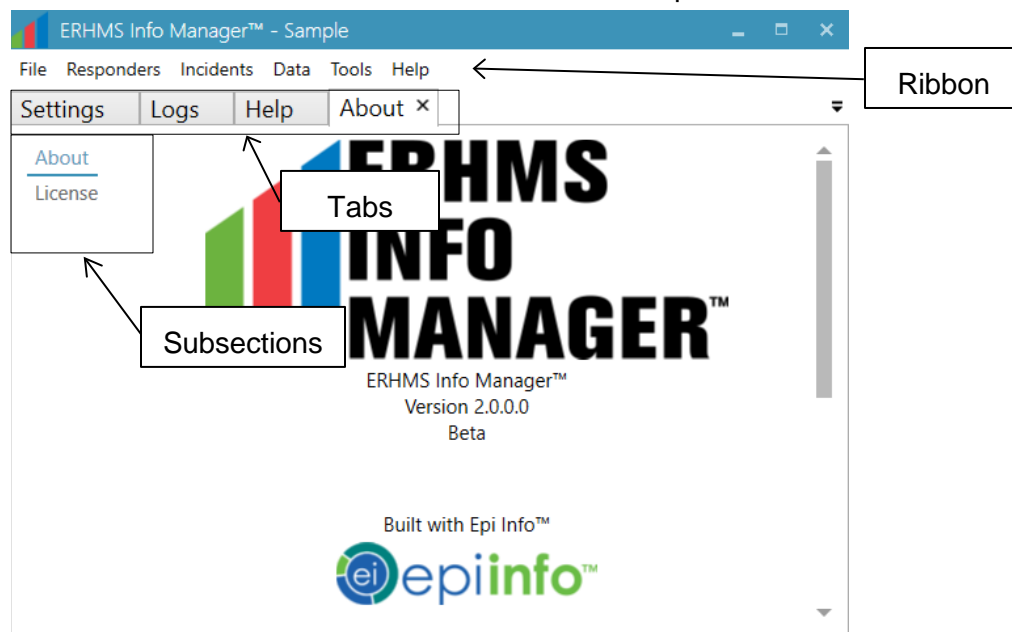 ERHMS Info Manager™ - Sample
File Responders Incidents Data Tools Help
Ribbon
Settings Logs Help About ×
About
License
Tabs
ERHMS
INFO
MANAGER™
Subsections
ERHMS Info Manager™
Version 2.0.0.0
Beta
Built with Epi Info™
ei epiinfo™